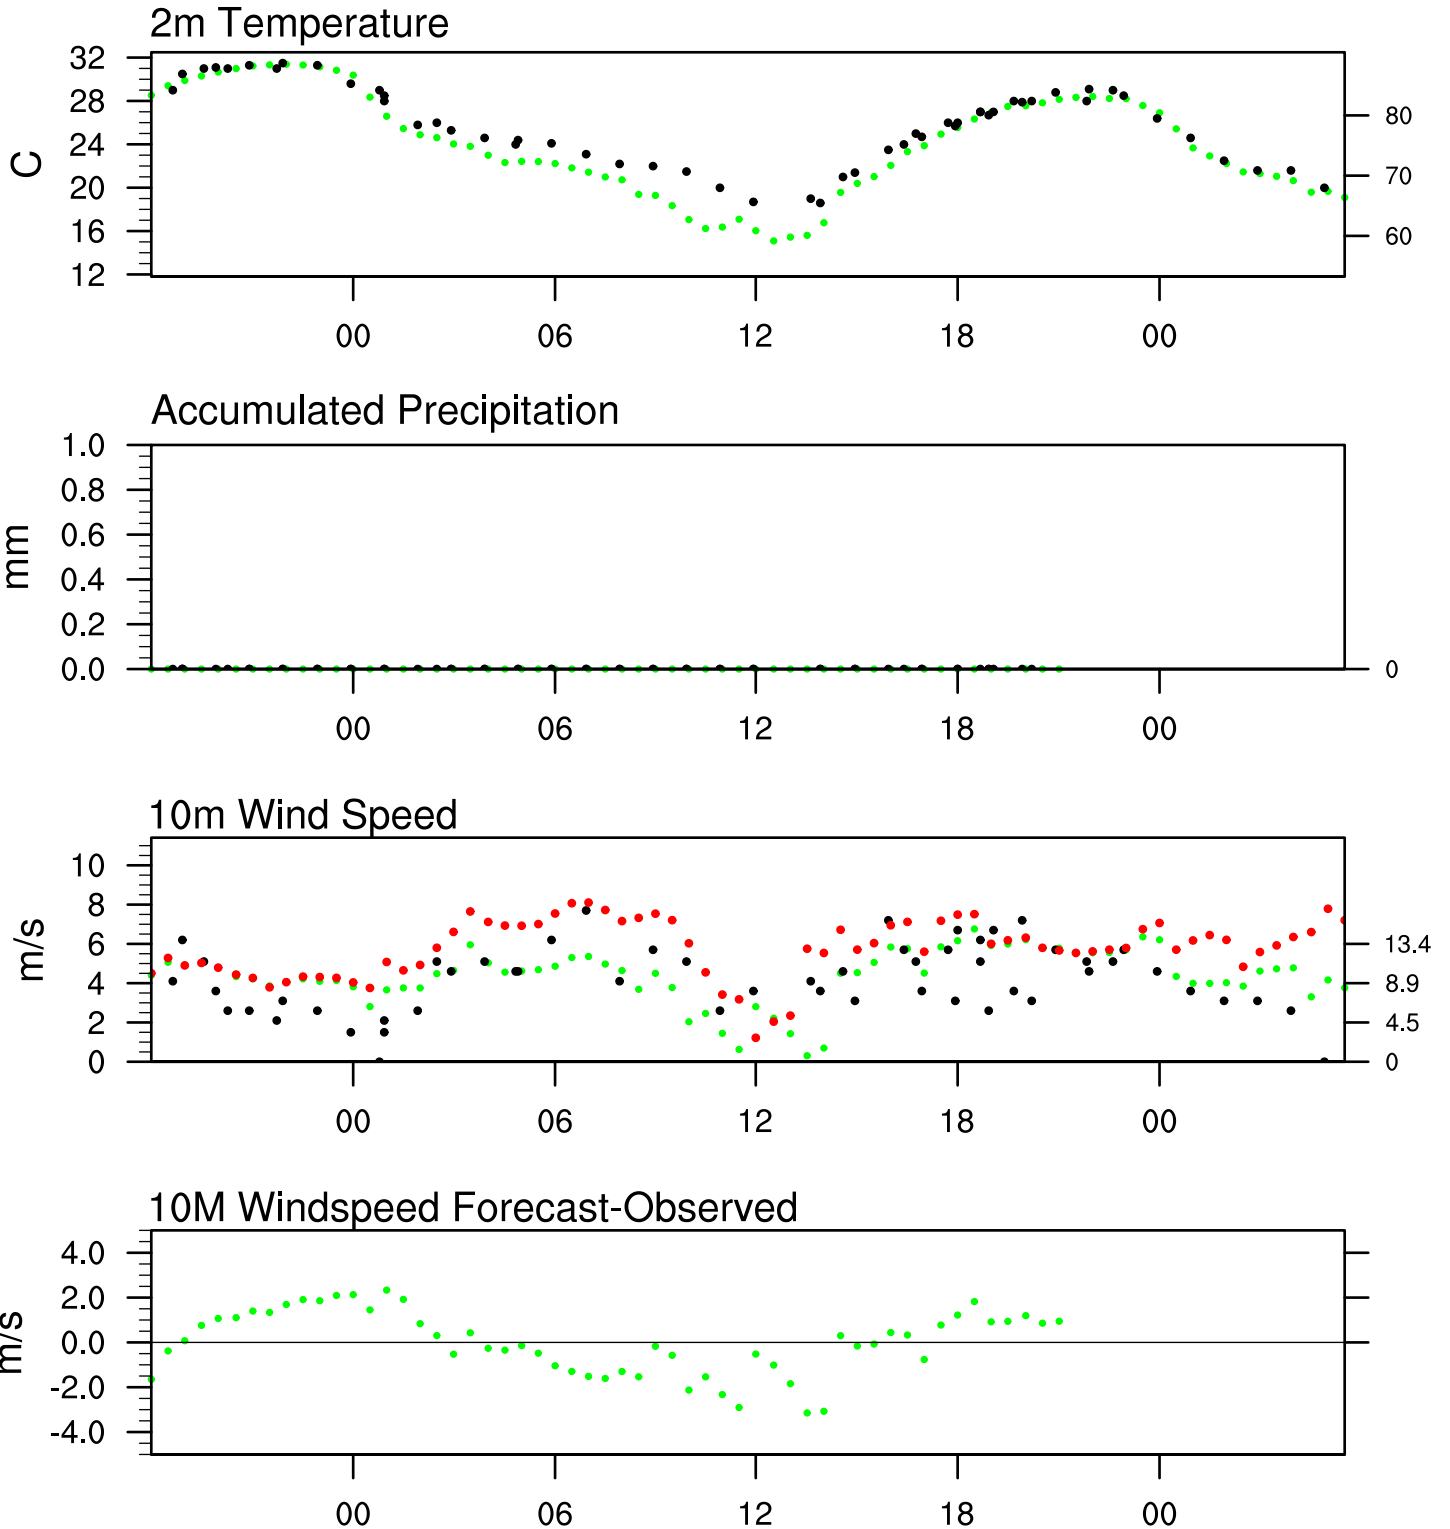 2m Temperature
32
28
24
20
16
12
C
80
70
60
00 06 12 18 00
Accumulated Precipitation
1.0
0.8
0.6
0.4
0.2
0.0
mm
0
00 06 12 18 00
10m Wind Speed
10
8
6
4
2
0
m/s
13.4
8.9
4.5
0
00 06 12 18 00
10M Windspeed Forecast-Observed
4.0
2.0
0.0
-2.0
-4.0
m/s
00 06 12 18 00